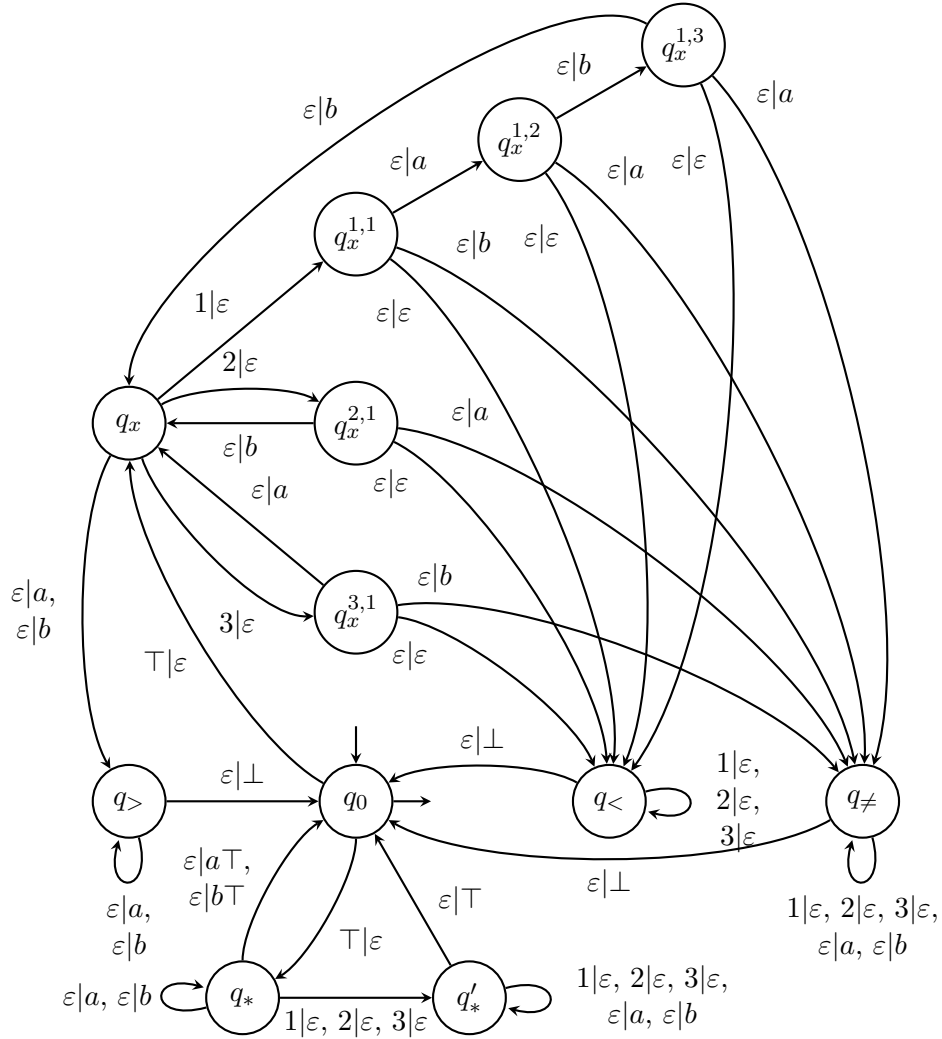 q_x^{1,3}
ε|b
ε|a
ε|b
q_x^{1,2}
ε|a
ε|a
ε|ε
q_x^{1,1}
ε|b
ε|ε
1|ε
ε|ε
2|ε
q_x
q_x^{2,1}
ε|a
ε|b
ε|ε
ε|a
ε|b
ε|a,
ε|b
3|ε
q_x^{3,1}
ε|ε
⊤|ε
ε|⊥
ε|⊥
1|ε,
2|ε,
3|ε
q_>
q_0
q_<
q_≠
ε|a⊤,
ε|b⊤
ε|⊤
ε|⊥
ε|a,
ε|b
1|ε, 2|ε, 3|ε,
ε|a, ε|b
⊤|ε
ε|a, ε|b
q_*
q'_*
1|ε, 2|ε, 3|ε
1|ε, 2|ε, 3|ε,
ε|a, ε|b